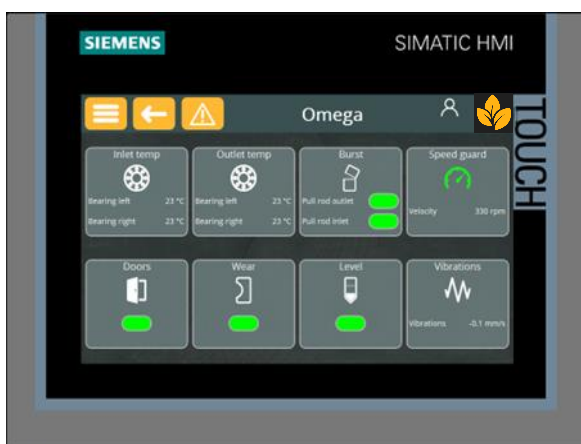 SIEMENS
SIMATIC HMI
TOUCH
Omega
Inlet temp
Bearing left 23 °C
Bearing right 23 °C
Outlet temp
Bearing left 23 °C
Bearing right 23 °C
Burst
Pull rod outlet
Pull rod inlet
Speed guard
Velocity 330 rpm
Doors
Wear
Level
Vibrations
Vibrations -0.1 mm/s